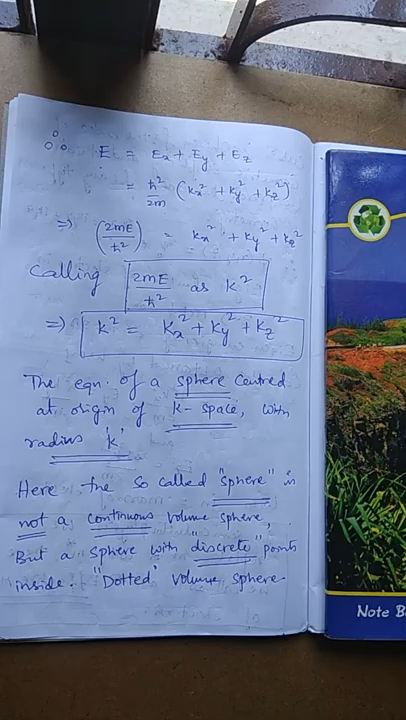 ∴ E = Ex + Ey + Ez
= ħ²/2m (kx² + ky² + kz²)
⇒ (2mE/ħ²) = kx² + ky² + kz²
Calling 2mE/ħ² as k²
⇒ k² = kx² + ky² + kz²
The eqn. of a sphere centred
at origin of k-space, with
radius 'k'
Here the so called "sphere" is
not a continuous volume sphere,
But a sphere with "discrete" points
inside. "Dotted" volume sphere.
Note B